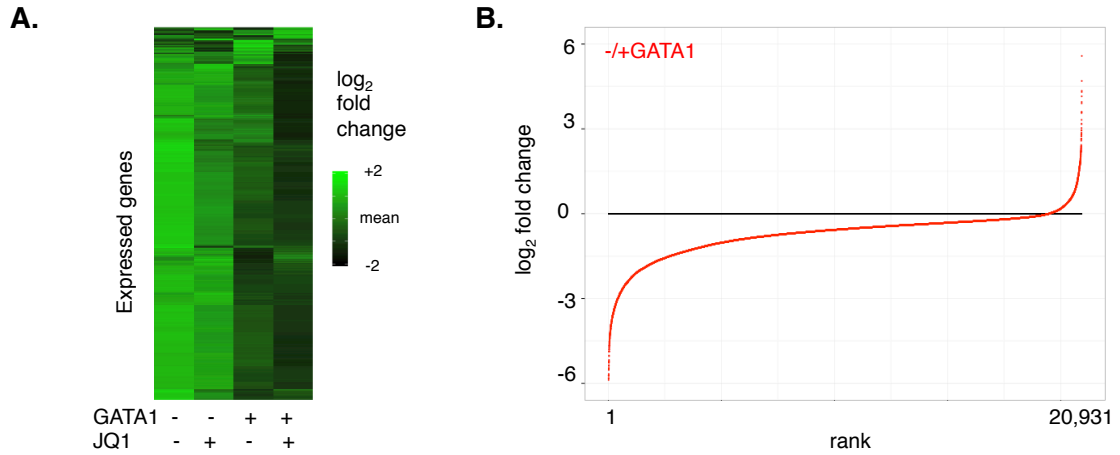 A.
Expressed genes
log2
fold
change
+2
mean
-2
GATA1 - - + +
JQ1 - + - +
B.
log2 fold change
6
3
0
-3
-6
-/+GATA1
1
20,931
rank